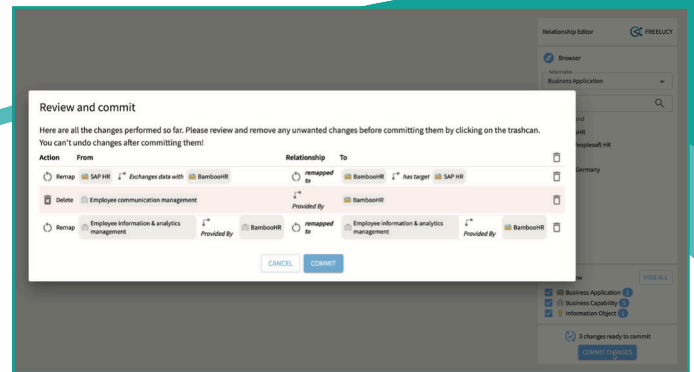 Relationship Editor
FREELUCY
Browser
Select table
Business Application
Peoplesoft HR
Germany
Review and commit
Here are all the changes performed so far. Please review and remove any unwanted changes before committing them by clicking on the trashcan.
You can't undo changes after committing them!
Action From Relationship To
Remap SAP HR Exchanges data with BambooHR remapped to BambooHR has target SAP HR
Delete Employee communication management Provided By BambooHR
Remap Employee information & analytics management Provided By BambooHR remapped to Employee information & analytics management Provided By BambooHR
CANCEL COMMIT
HIDE ALL
Business Application 1
Business Capability 5
Information Object 1
3 changes ready to commit
COMMIT CHANGES